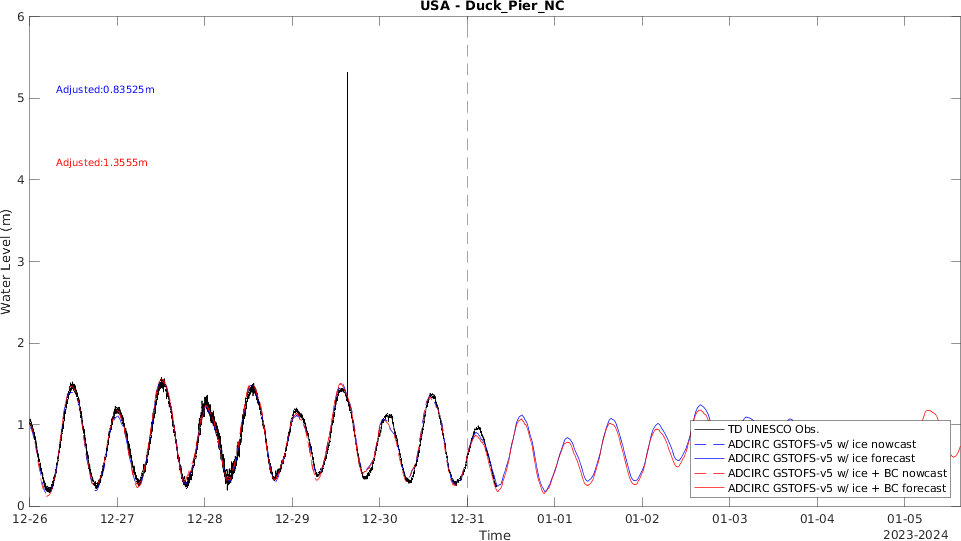 USA - Duck_Pier_NC
6
5
4
3
2
1
0
Water Level (m)
Adjusted:0.83525m
Adjusted:1.3555m
TD UNESCO Obs.
ADCIRC GSTOFS-v5 w/ ice nowcast
ADCIRC GSTOFS-v5 w/ ice forecast
ADCIRC GSTOFS-v5 w/ ice + BC nowcast
ADCIRC GSTOFS-v5 w/ ice + BC forecast
12-26 12-27 12-28 12-29 12-30 12-31 01-01 01-02 01-03 01-04 01-05
Time
2023-2024